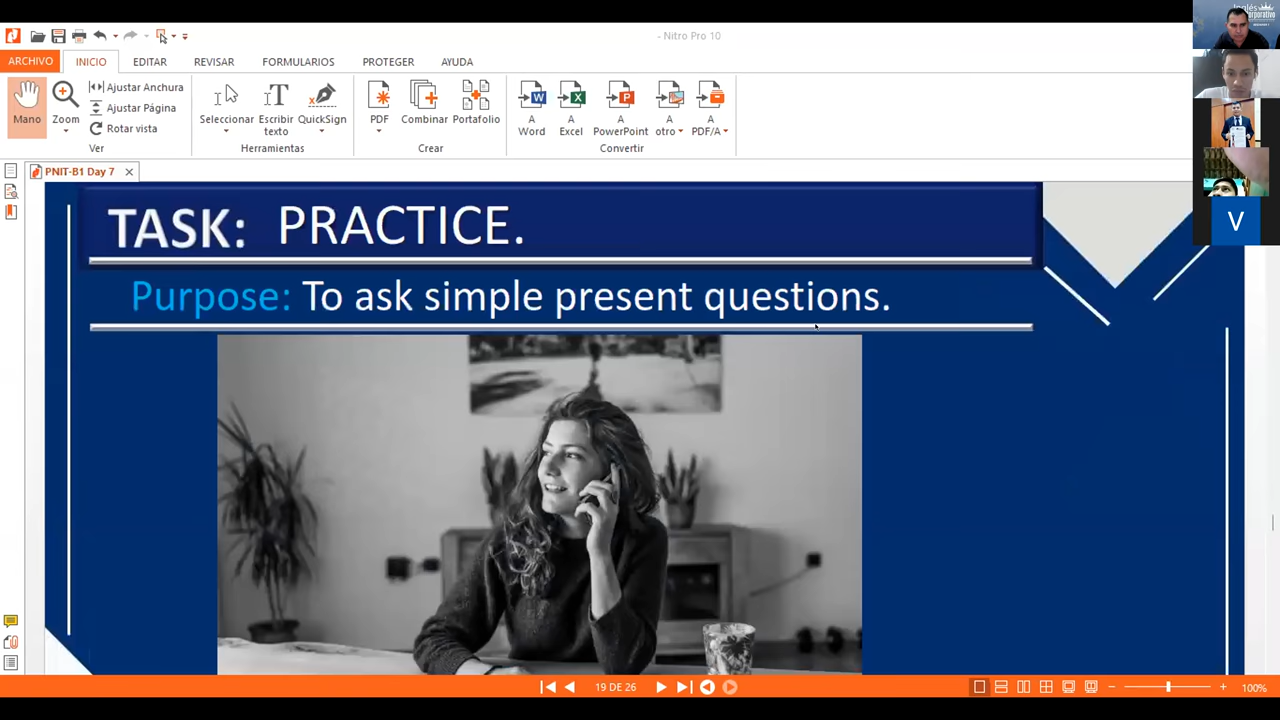 - Nitro Pro 10
ARCHIVO INICIO EDITAR REVISAR FORMULARIOS PROTEGER AYUDA
Mano
Zoom
Ajustar Anchura
Ajustar Página
Rotar vista
Ver
Seleccionar
Escribir
texto
QuickSign
Herramientas
PDF
Combinar
Portafolio
Crear
A
Word
A
Excel
A
PowerPoint
A
otro
A
PDF/A
Convertir
PNIT-B1 Day 7
TASK: PRACTICE.
Purpose: To ask simple present questions.
Inglés
V
19 DE 26
100%